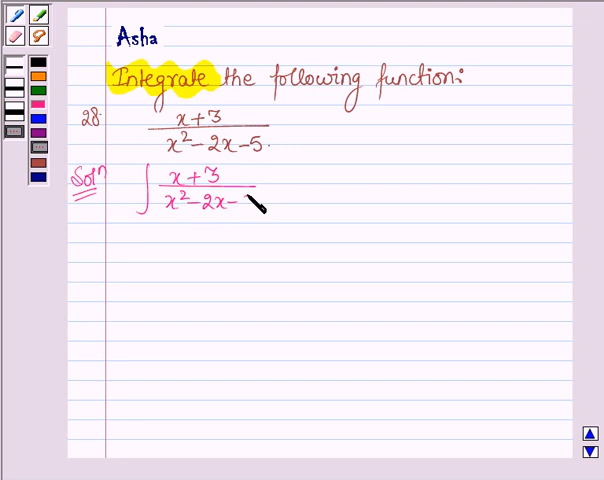 Asha
Integrate the following function:
28. x+3 / x² - 2x - 5.
Solⁿ ∫ x+3 / x² - 2x -